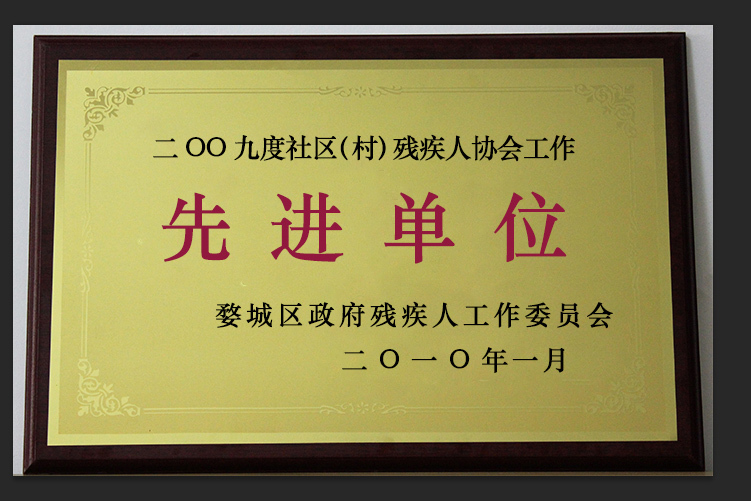 二OO九度社区(村)残疾人协会工作
先进单位
婺城区政府残疾人工作委员会
二O一O年一月